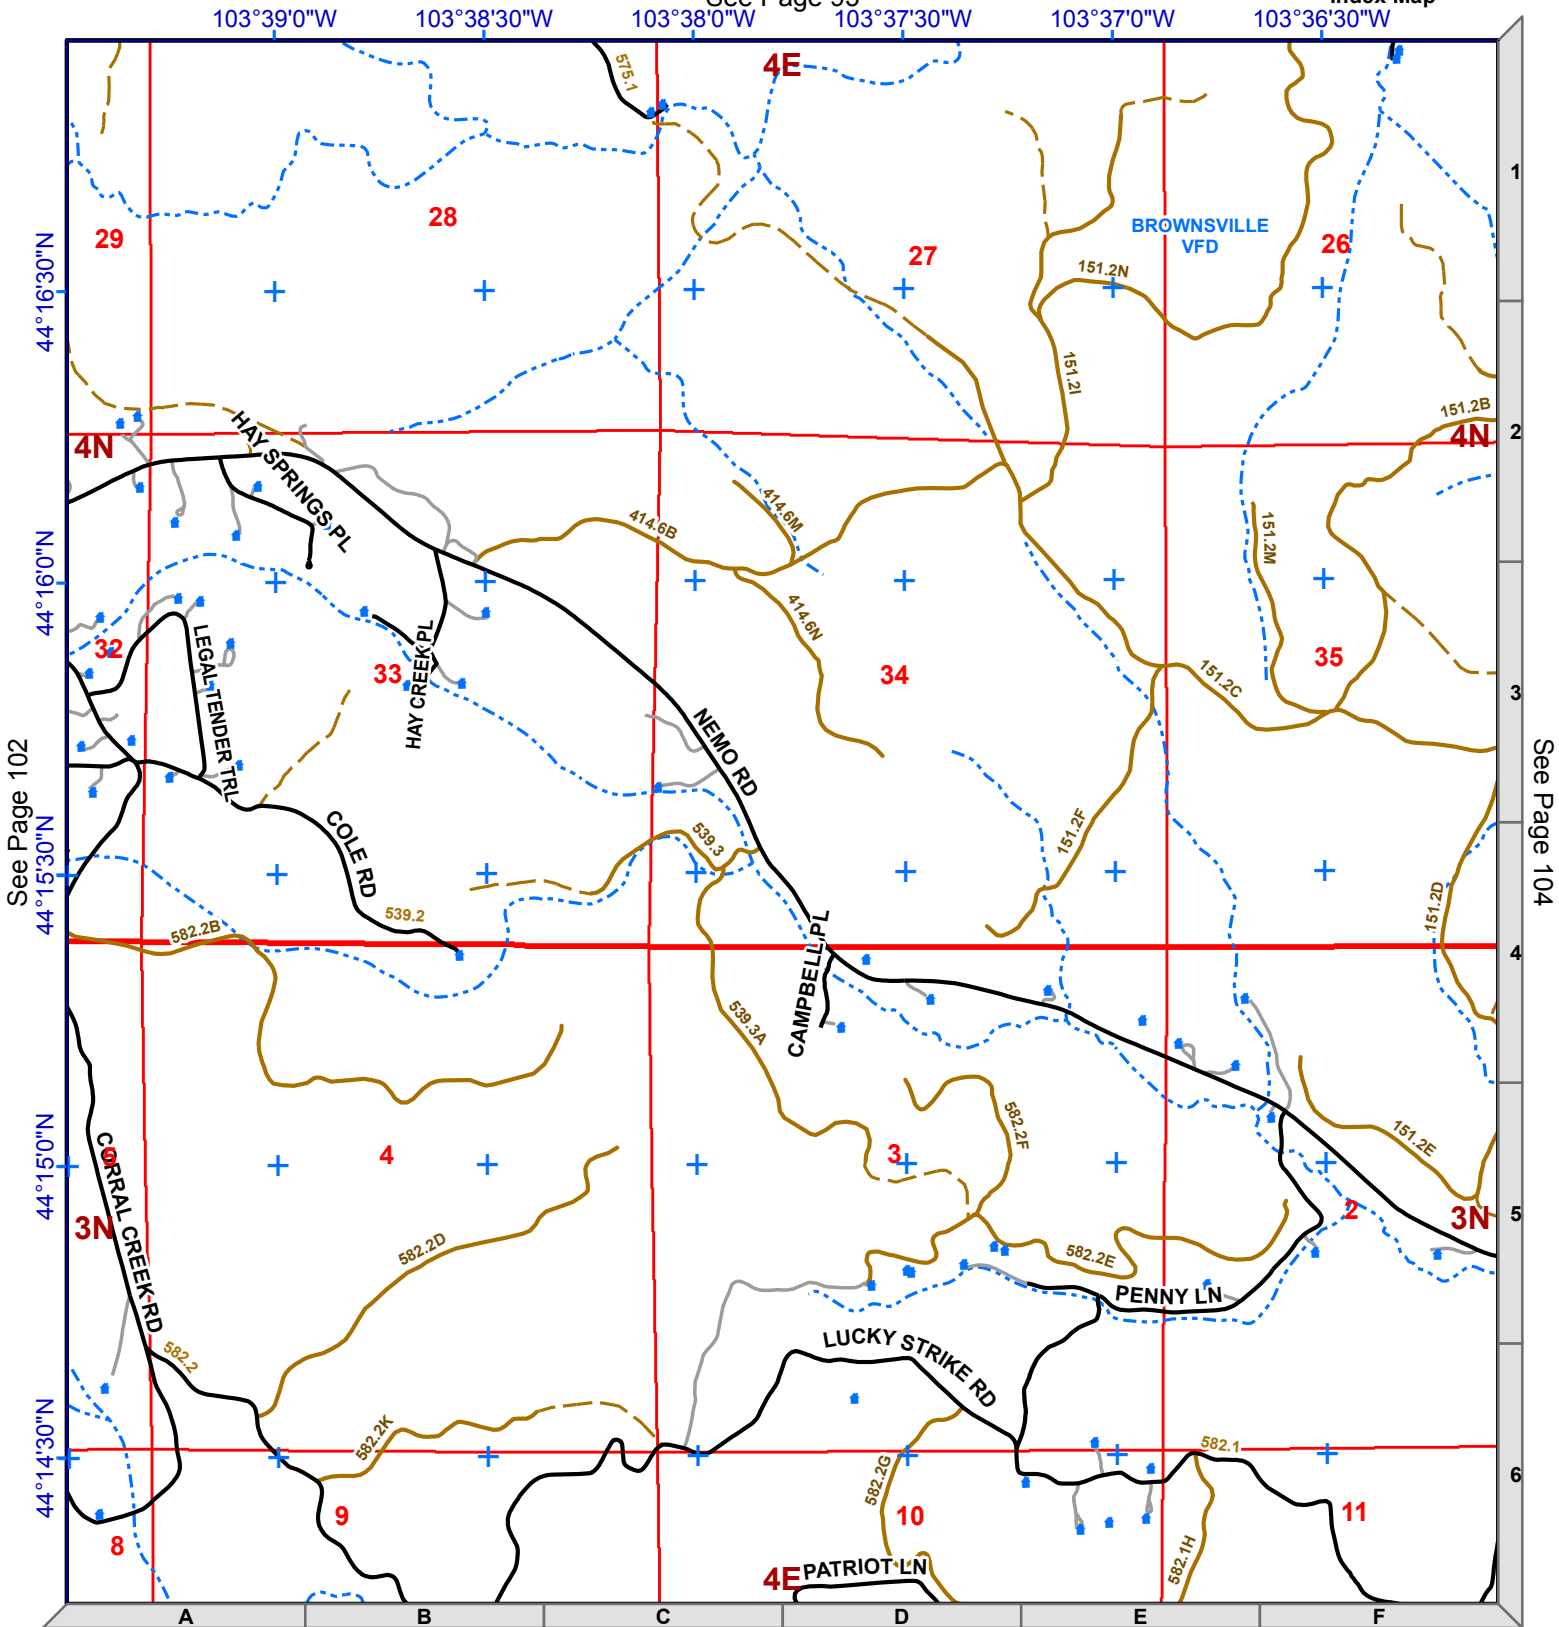 See Page 95
Index Map
103°39'0"W
103°38'30"W
103°38'0"W
103°37'30"W
103°37'0"W
103°36'30"W
4E
575.1
1
29
28
27
BROWNSVILLE
VFD
26
44°16'30"N
151.2N
151.2I
151.2B
4N
HAY SPRINGS PL
4N
2
414.6M
414.6B
151.2M
44°16'0"N
414.6N
32
LEGAL TENDER TRL
33
HAY CREEK PL
34
35
151.2C
3
NEMO RD
See Page 102
See Page 104
COLE RD
539.3
151.2F
44°15'30"N
539.2
582.2B
151.2D
CAMPBELL PL
4
539.3A
582.2F
151.2E
44°15'0"N
5
4
3
CORRAL CREEK RD
3N
2
3N
5
582.2D
582.2E
PENNY LN
LUCKY STRIKE RD
582.2
582.2K
582.1
44°14'30"N
582.2G
6
9
10
11
8
582.1H
4E
PATRIOT LN
A
B
C
D
E
F